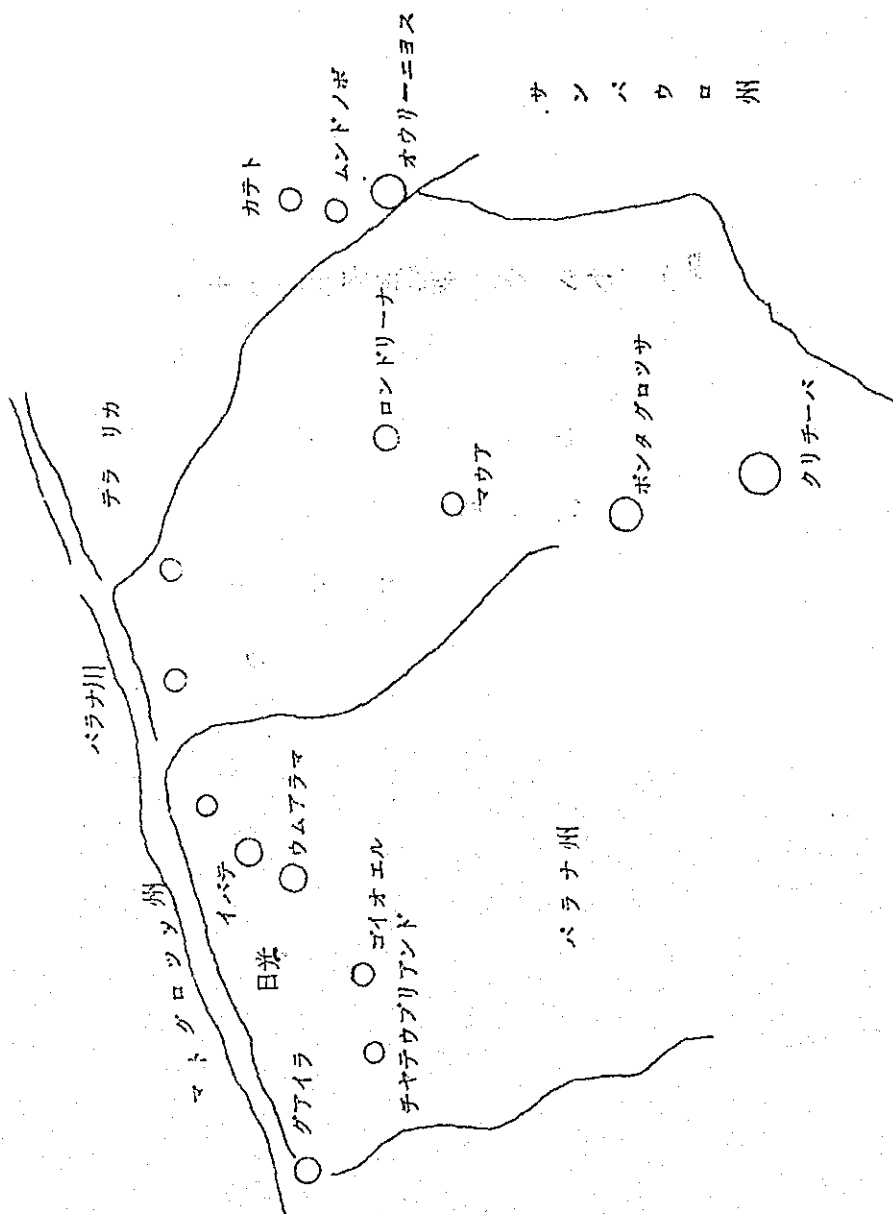 サンパウロ州
オウリーニヨス
ムンドノボ
カテト
テラ リカ
ロンドリーナ
マウア
ポンタ グロツサ
クリチーバ
パラナ川
マトグロツソ州
イバテ
ウムアラマ
日光
ゴイオエル
チヤテウブリアンド
グアイラ
パラナ州